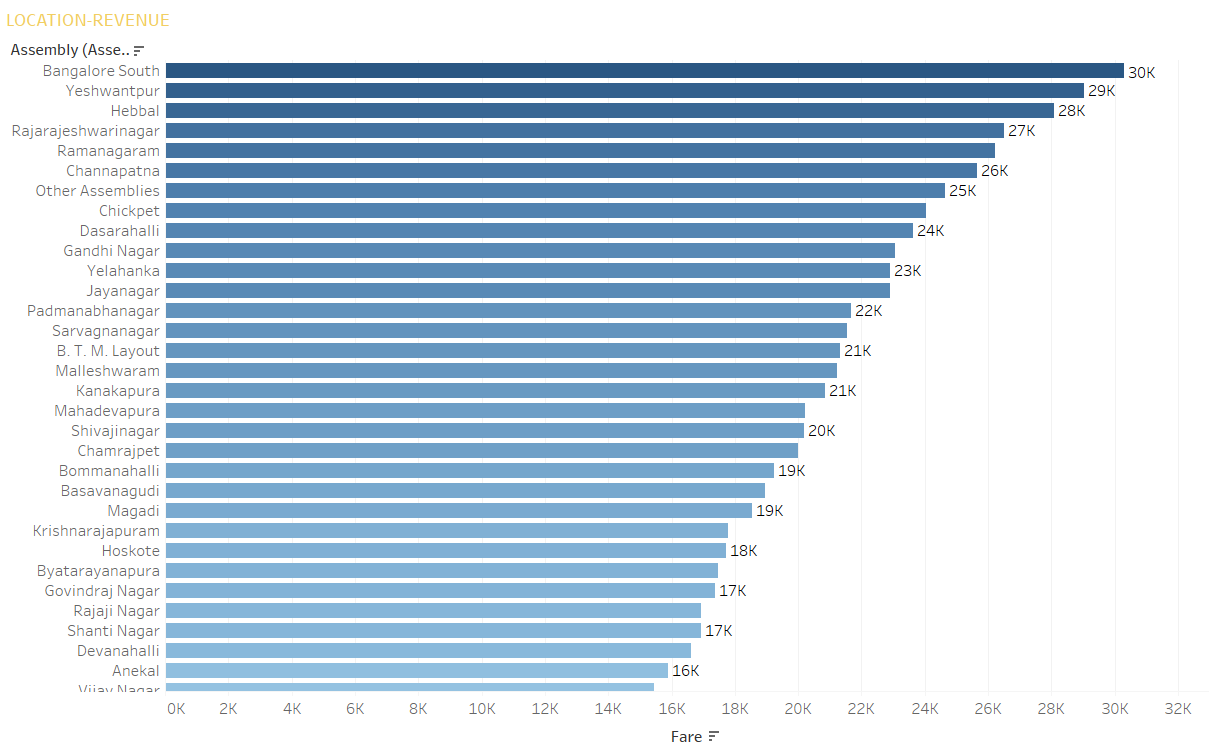 LOCATION-REVENUE
Assembly (Asse..
Bangalore South 30K
Yeshwantpur 29K
Hebbal 28K
Rajarajeshwarinagar 27K
Ramanagaram
Channapatna 26K
Other Assemblies 25K
Chickpet
Dasarahalli 24K
Gandhi Nagar
Yelahanka 23K
Jayanagar
Padmanabhanagar 22K
Sarvagnanagar
B. T. M. Layout 21K
Malleshwaram
Kanakapura 21K
Mahadevapura
Shivajinagar 20K
Chamrajpet
Bommanahalli 19K
Basavanagudi
Magadi 19K
Krishnarajapuram
Hoskote 18K
Byatarayanapura
Govindraj Nagar 17K
Rajaji Nagar
Shanti Nagar 17K
Devanahalli
Anekal 16K
Vijay Nagar
0K 2K 4K 6K 8K 10K 12K 14K 16K 18K 20K 22K 24K 26K 28K 30K 32K
Fare